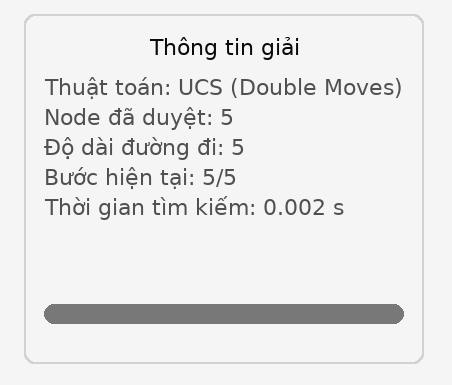 Thông tin giải
Thuật toán: UCS (Double Moves)
Node đã duyệt: 5
Độ dài đường đi: 5
Bước hiện tại: 5/5
Thời gian tìm kiếm: 0.002 s